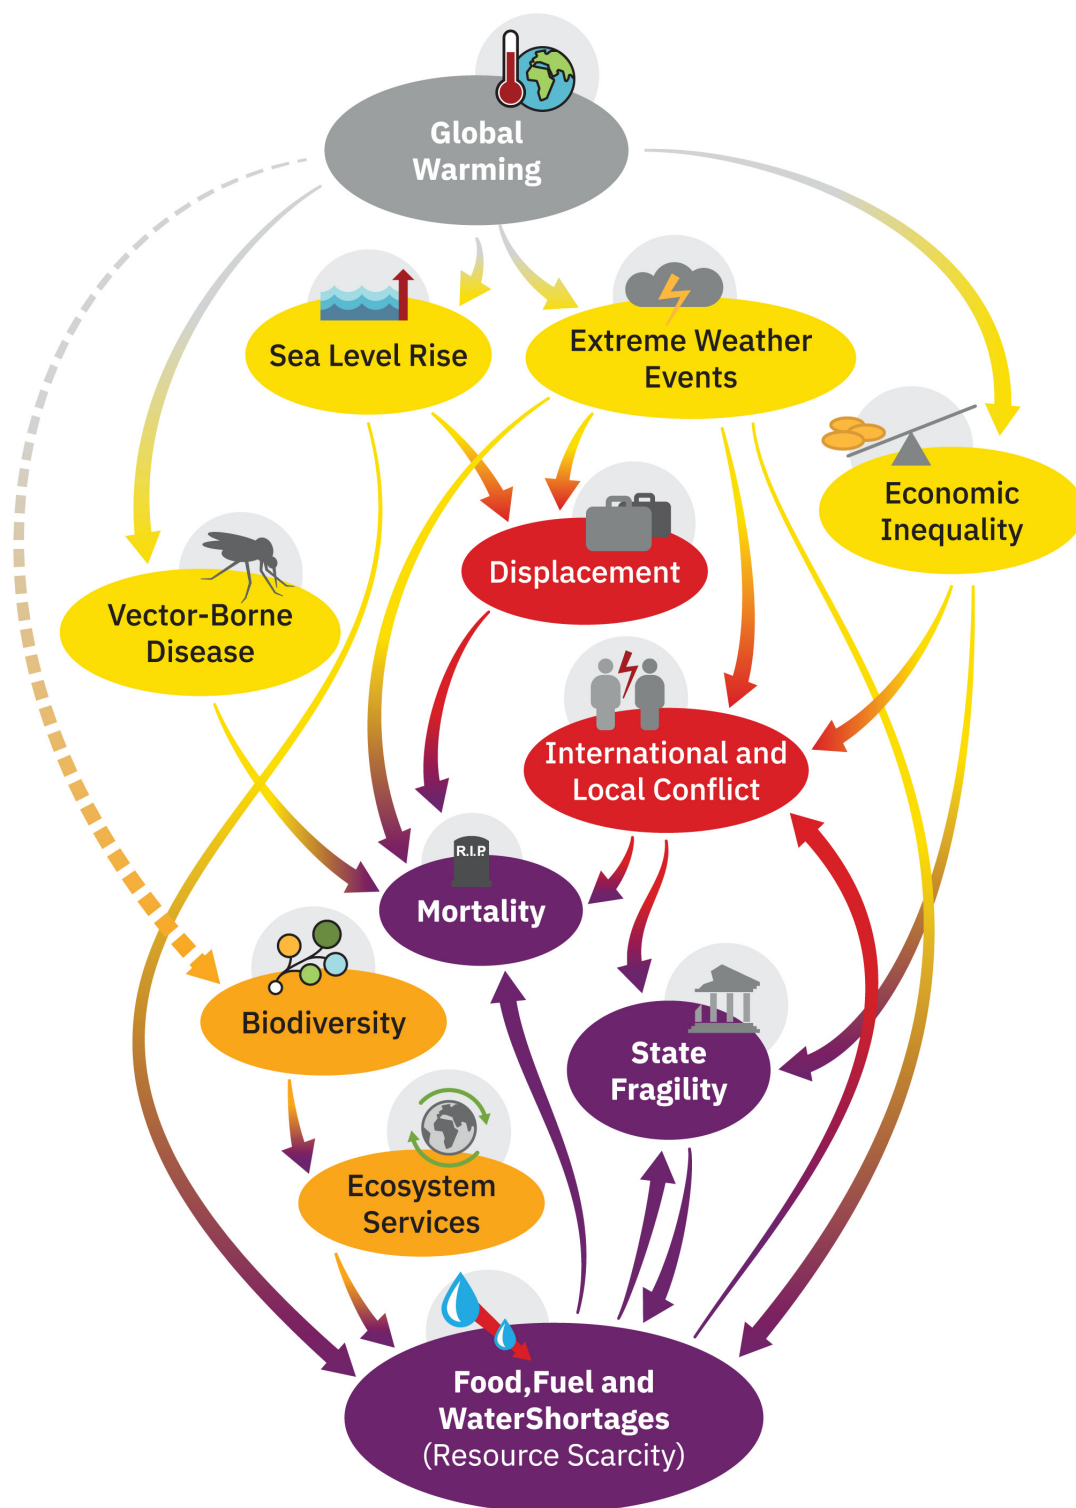 Global
Warming
Sea Level Rise
Extreme Weather
Events
Economic
Inequality
Displacement
Vector-Borne
Disease
International and
Local Conflict
R.I.P.
Mortality
Biodiversity
State
Fragility
Ecosystem
Services
Food,Fuel and
WaterShortages
(Resource Scarcity)